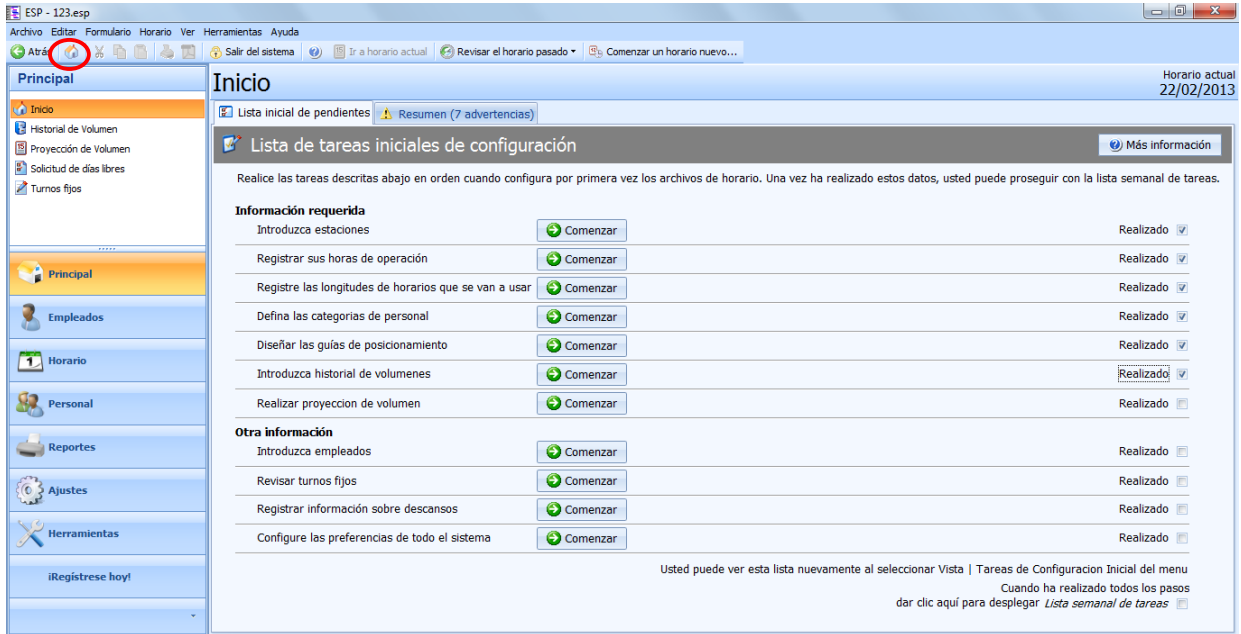 ESP - 123.esp
Archivo Editar Formulario Horario Ver Herramientas Ayuda
Atrás Salir del sistema Ir a horario actual Revisar el horario pasado Comenzar un horario nuevo...
Principal
Inicio
Historial de Volumen
Proyección de Volumen
Solicitud de días libres
Turnos fijos
Principal
Empleados
Horario
Personal
Reportes
Ajustes
Herramientas
¡Regístrese hoy!
Inicio
Horario actual
22/02/2013
Lista inicial de pendientes Resumen (7 advertencias)
Lista de tareas iniciales de configuración Más información
Realice las tareas descritas abajo en orden cuando configura por primera vez los archivos de horario. Una vez ha realizado estos datos, usted puede proseguir con la lista semanal de tareas.
Información requerida
Introduzca estaciones Comenzar Realizado
Registrar sus horas de operación Comenzar Realizado
Registre las longitudes de horarios que se van a usar Comenzar Realizado
Defina las categorias de personal Comenzar Realizado
Diseñar las guías de posicionamiento Comenzar Realizado
Introduzca historial de volumenes Comenzar Realizado
Realizar proyeccion de volumen Comenzar Realizado
Otra información
Introduzca empleados Comenzar Realizado
Revisar turnos fijos Comenzar Realizado
Registrar información sobre descansos Comenzar Realizado
Configure las preferencias de todo el sistema Comenzar Realizado
Usted puede ver esta lista nuevamente al seleccionar Vista | Tareas de Configuracion Inicial del menu
Cuando ha realizado todos los pasos
dar clic aquí para desplegar Lista semanal de tareas